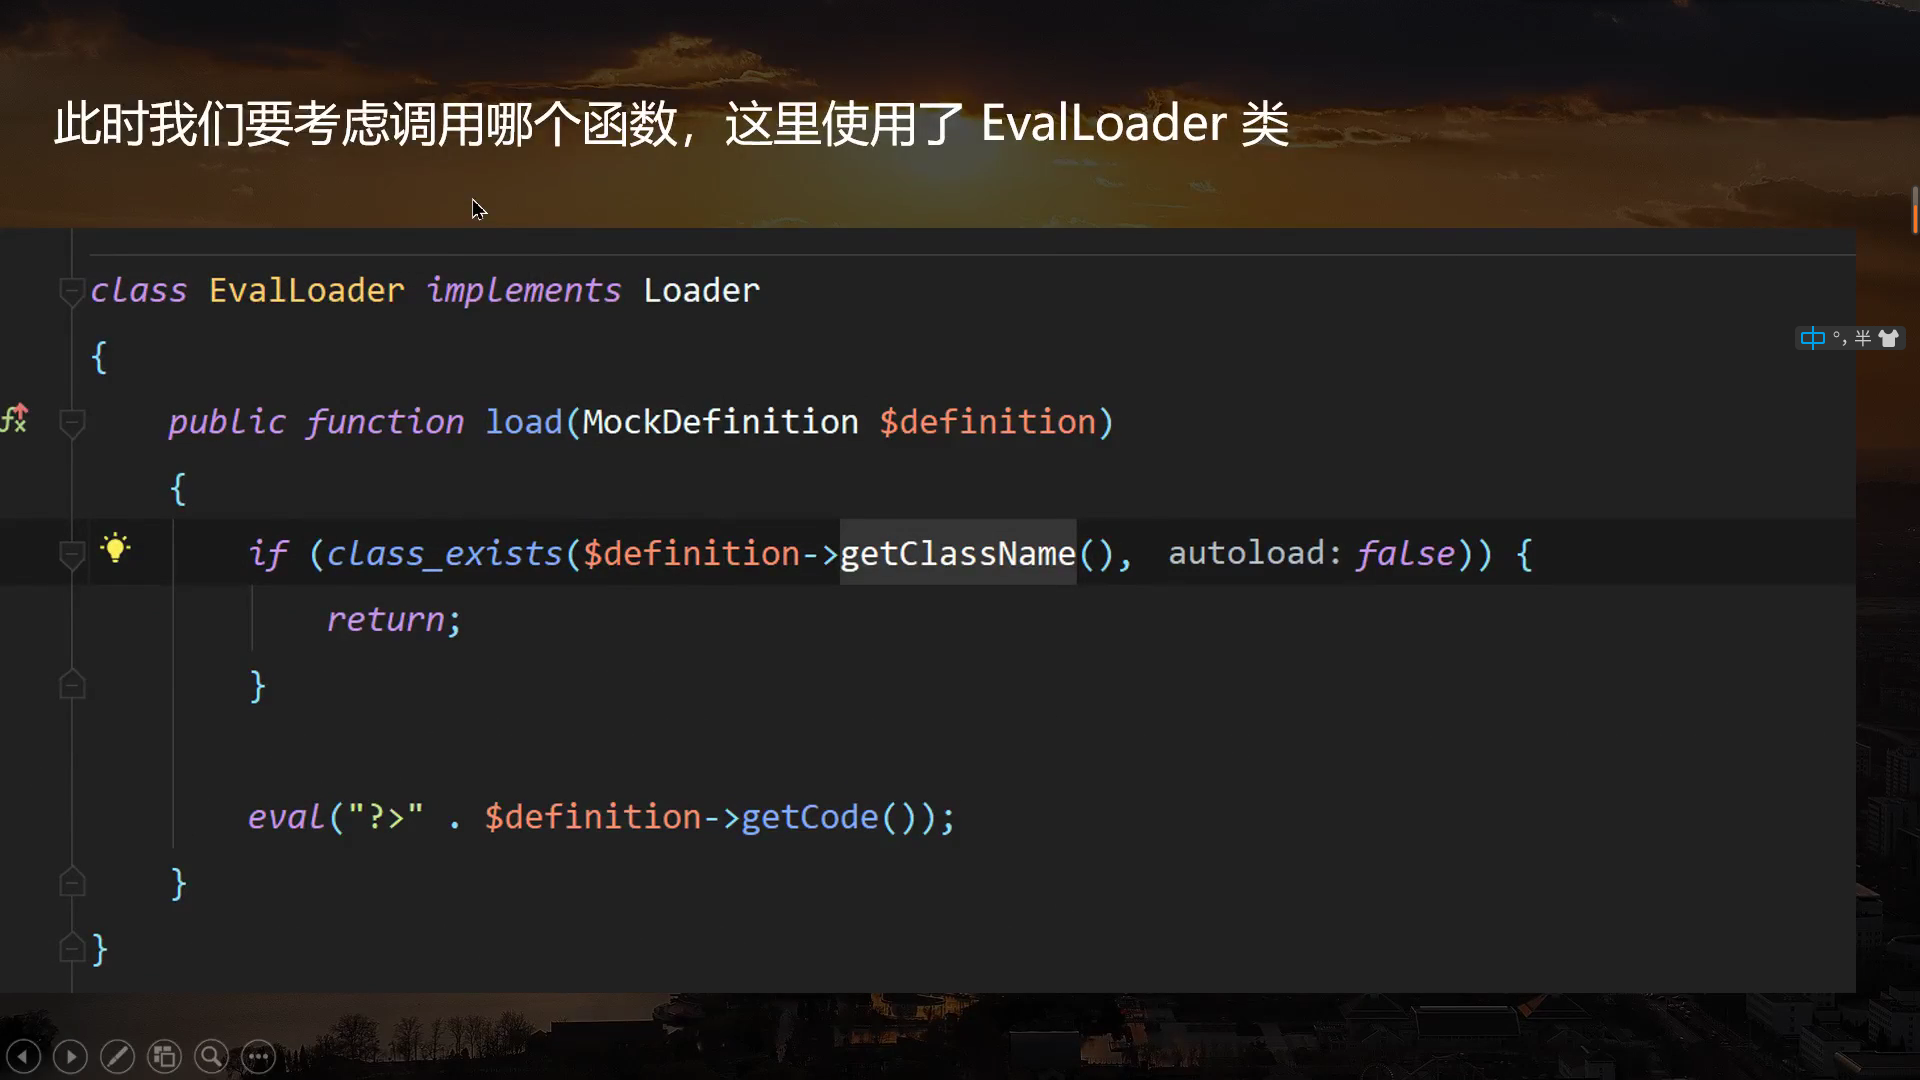 此时我们要考虑调用哪个函数，这里使用了 EvalLoader 类
class EvalLoader implements Loader
{
public function load(MockDefinition $definition)
{
if (class_exists($definition->getClassName(), autoload: false)) {
return;
}
eval("?>" . $definition->getCode());
}
}
中 °, 半